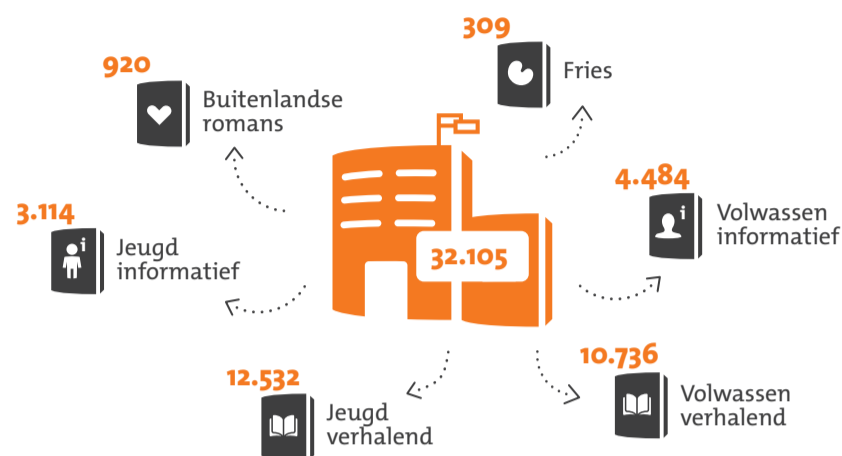 309
Fries
920
Buitenlandse
romans
4.484
Volwassen
informatief
3.114
Jeugd
informatief
32.105
10.736
Volwassen
verhalend
12.532
Jeugd
verhalend